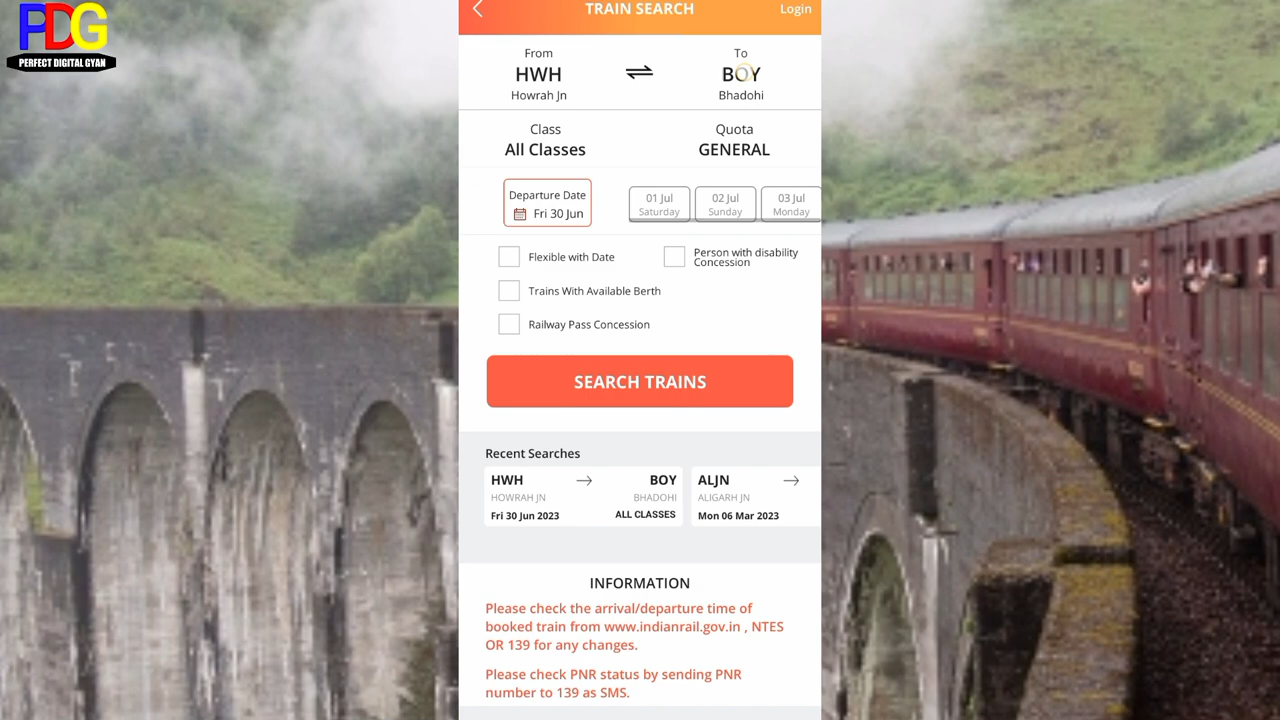 PDG
PERFECT DIGITAL GYAN
TRAIN SEARCH
Login
From
To
HWH
BOY
Howrah Jn
Bhadohi
Class
Quota
All Classes
GENERAL
Departure Date
Fri 30 Jun
01 Jul
Saturday
02 Jul
Sunday
03 Jul
Monday
Flexible with Date
Person with disability
Concession
Trains With Available Berth
Railway Pass Concession
SEARCH TRAINS
Recent Searches
HWH
BOY
HOWRAH JN
BHADOHI
Fri 30 Jun 2023
ALL CLASSES
ALJN
ALIGARH JN
Mon 06 Mar 2023
INFORMATION
Please check the arrival/departure time of
booked train from www.indianrail.gov.in , NTES
OR 139 for any changes.
Please check PNR status by sending PNR
number to 139 as SMS.